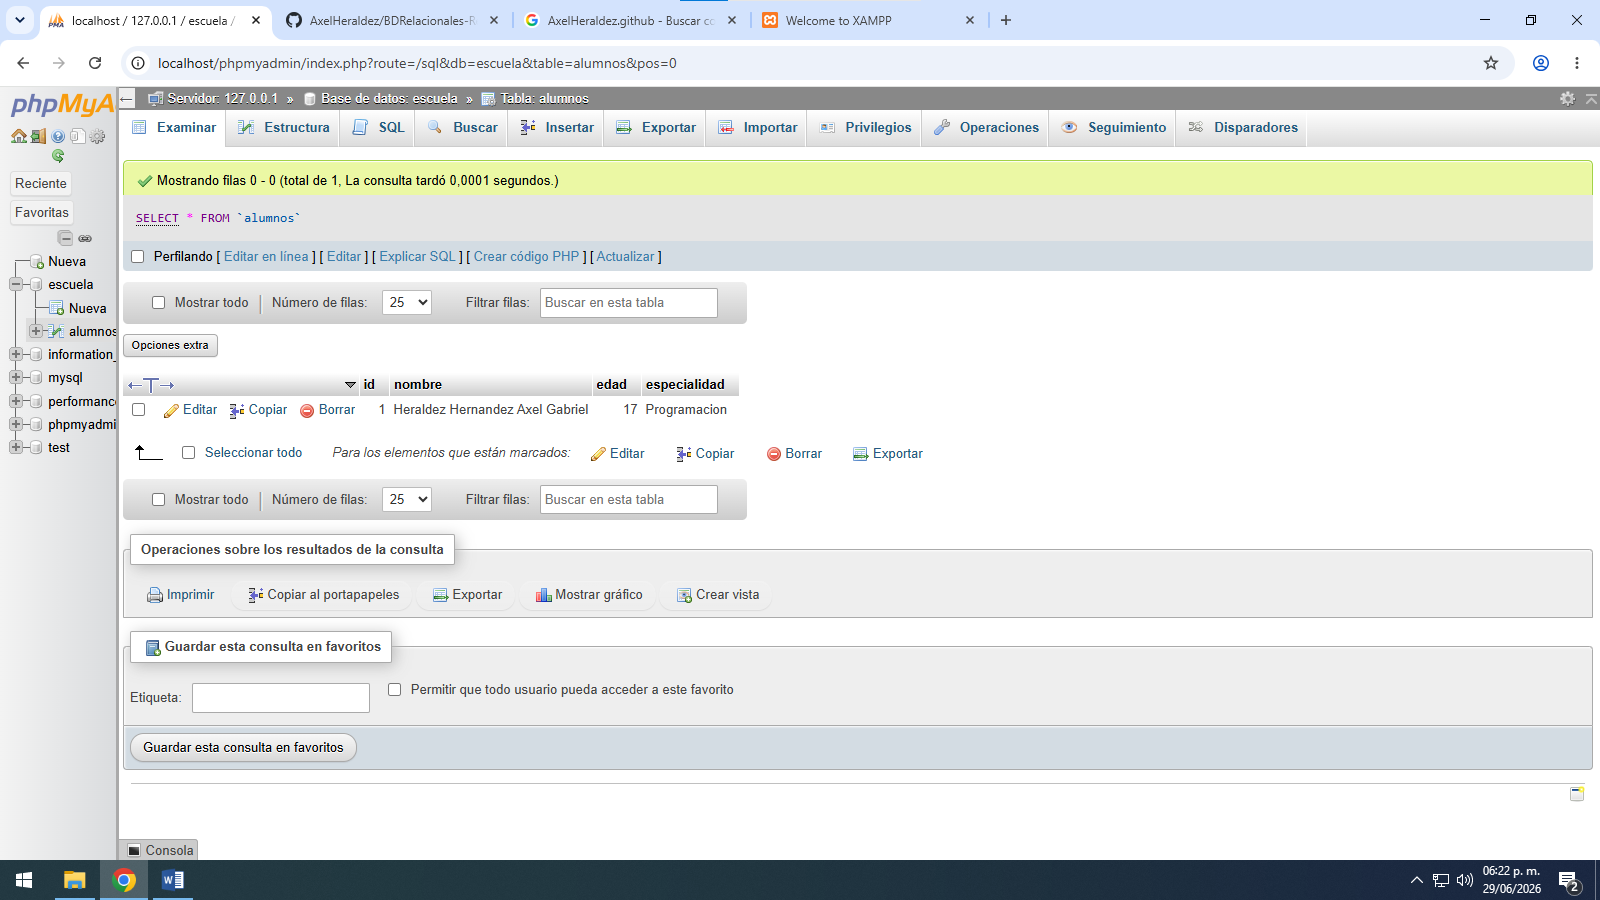 localhost / 127.0.0.1 / escuela /
AxelHeraldez/BDRelacionales-R
AxelHeraldez.github - Buscar co
Welcome to XAMPP
localhost/phpmyadmin/index.php?route=/sql&db=escuela&table=alumnos&pos=0
phpMyA
Reciente
Favoritas
Nueva
escuela
Nueva
alumnos
information_
mysql
performance
phpmyadmi
test
Servidor: 127.0.0.1 » Base de datos: escuela » Tabla: alumnos
Examinar Estructura SQL Buscar Insertar Exportar Importar Privilegios Operaciones Seguimiento Disparadores
Mostrando filas 0 - 0 (total de 1, La consulta tardó 0,0001 segundos.)
SELECT * FROM `alumnos`
Perfilando [ Editar en línea ] [ Editar ] [ Explicar SQL ] [ Crear código PHP ] [ Actualizar ]
Mostrar todo Número de filas: 25 Filtrar filas: Buscar en esta tabla
Opciones extra
id nombre edad especialidad
Editar Copiar Borrar 1 Heraldez Hernandez Axel Gabriel 17 Programacion
Seleccionar todo Para los elementos que están marcados: Editar Copiar Borrar Exportar
Mostrar todo Número de filas: 25 Filtrar filas: Buscar en esta tabla
Operaciones sobre los resultados de la consulta
Imprimir Copiar al portapapeles Exportar Mostrar gráfico Crear vista
Guardar esta consulta en favoritos
Etiqueta: Permitir que todo usuario pueda acceder a este favorito
Guardar esta consulta en favoritos
Consola
06:22 p. m.
29/06/2026
2